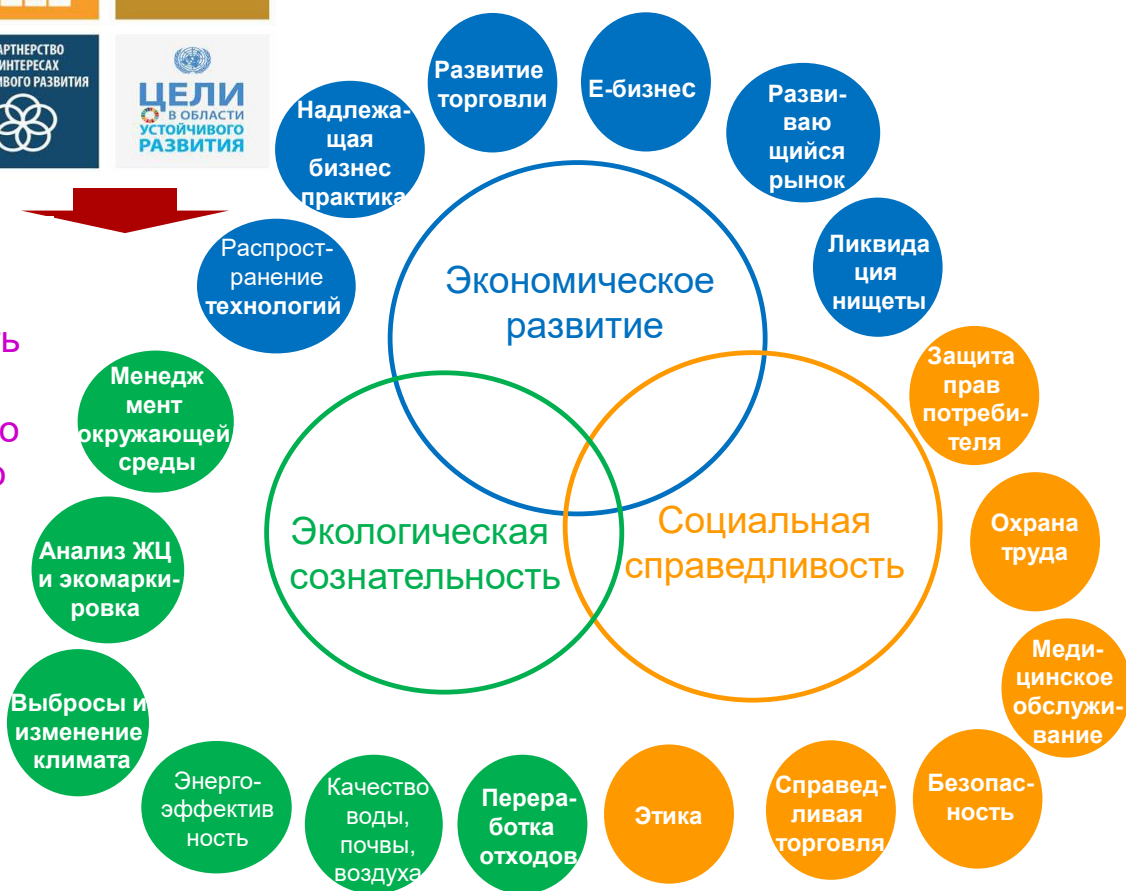 АРТНЕРСТВО
ИНТЕРЕСАХ
ИВОГО РАЗВИТИЯ
ЦЕЛИ
В ОБЛАСТИ
УСТОЙЧИВОГО
РАЗВИТИЯ
Развитие
торговли
Е-бизнес
Надлежа-
щая
бизнес
практика
Разви-
ваю
щийся
рынок
Распрост-
ранение
технологий
Ликвида
ция
нищеты
Экономическое
развитие
ть
о
Менедж
мент
окружающей
среды
Защита
прав
потреби-
теля
Анализ ЖЦ
и экомарки-
ровка
Экологическая
сознательность
Социальная
справедливость
Охрана
труда
Меди-
цинское
обслужи-
вание
Выбросы и
изменение
климата
Энерго-
эффектив
ность
Качество
воды,
почвы,
воздуха
Перера-
ботка
отходов
Этика
Справед-
ливая
торговля
Безопас-
ность